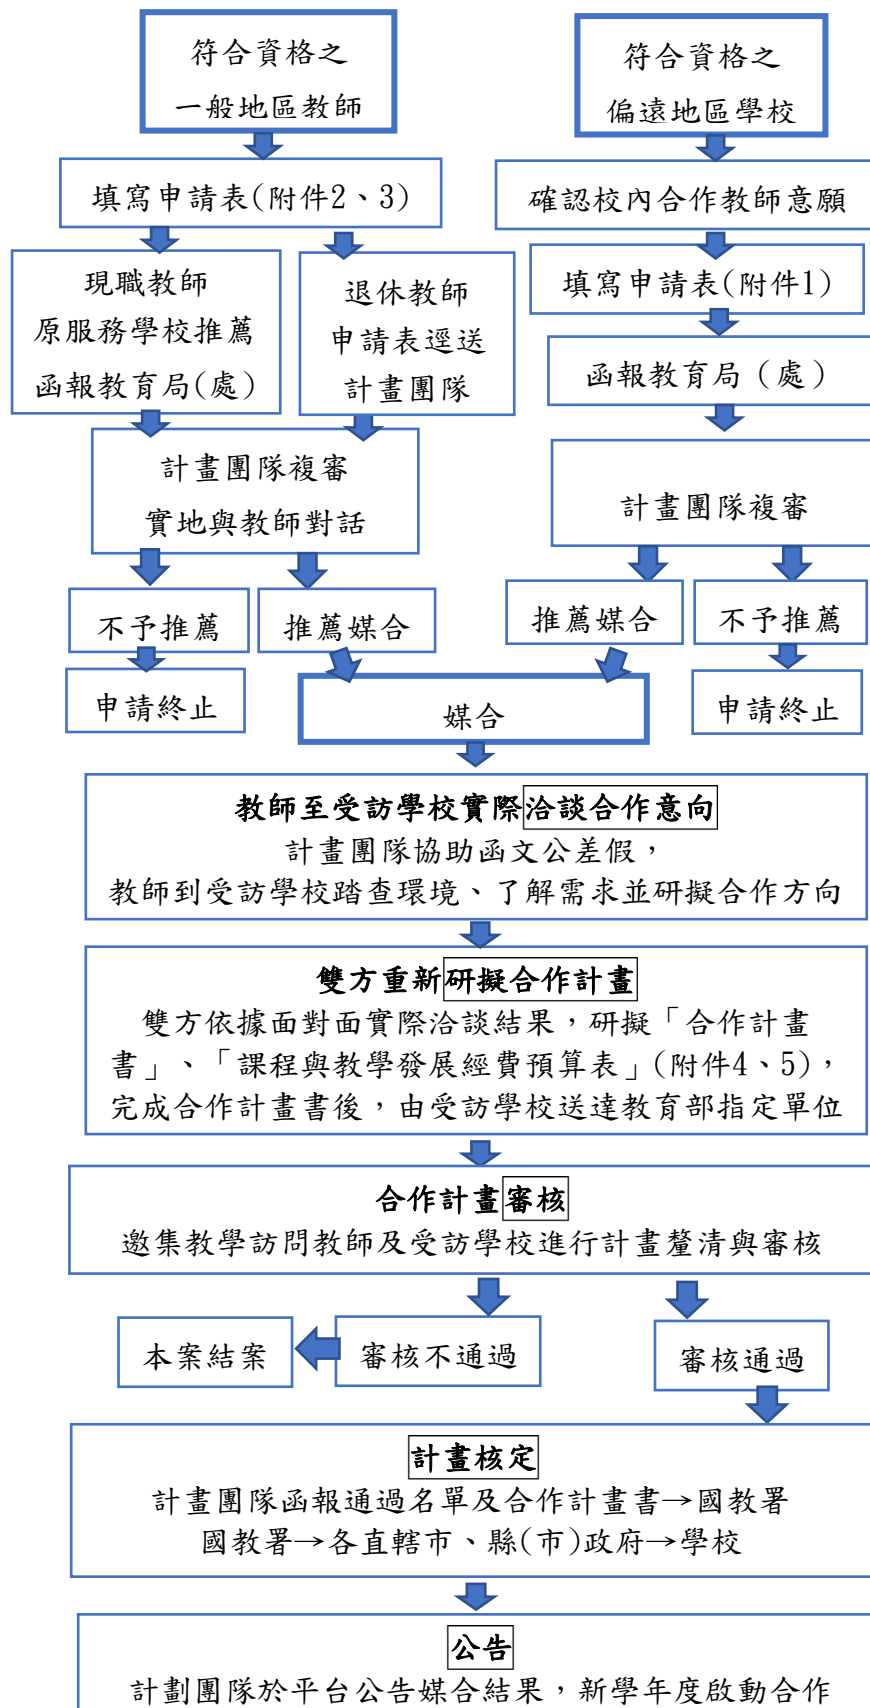 符合資格之
一般地區教師
符合資格之
偏遠地區學校
填寫申請表(附件2、3)
確認校內合作教師意願
現職教師
原服務學校推薦
函報教育局(處)
退休教師
申請表逕送
計畫團隊
填寫申請表(附件1)
函報教育局（處）
計畫團隊複審
實地與教師對話
計畫團隊複審
不予推薦
推薦媒合
推薦媒合
不予推薦
申請終止
媒合
申請終止
教師至受訪學校實際洽談合作意向
計畫團隊協助函文公差假，
教師到受訪學校踏查環境、了解需求並研擬合作方向
雙方重新研擬合作計畫
雙方依據面對面實際洽談結果，研擬「合作計畫
書」、「課程與教學發展經費預算表」(附件4、5)，
完成合作計畫書後，由受訪學校送達教育部指定單位
合作計畫審核
邀集教學訪問教師及受訪學校進行計畫釐清與審核
本案結案
審核不通過
審核通過
計畫核定
計畫團隊函報通過名單及合作計畫書→國教署
國教署→各直轄市、縣(市)政府→學校
公告
計劃團隊於平台公告媒合結果，新學年度啟動合作